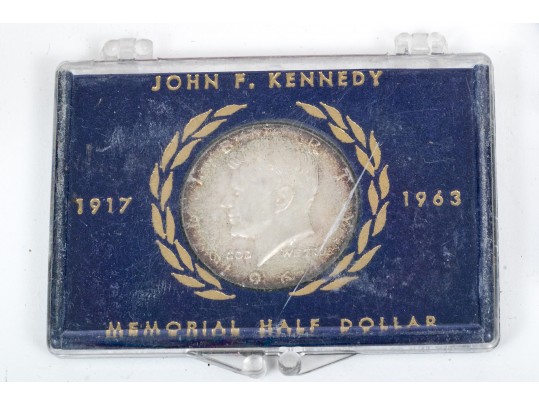 JOHN F. KENNEDY
1917
1963
MEMORIAL HALF DOLLAR